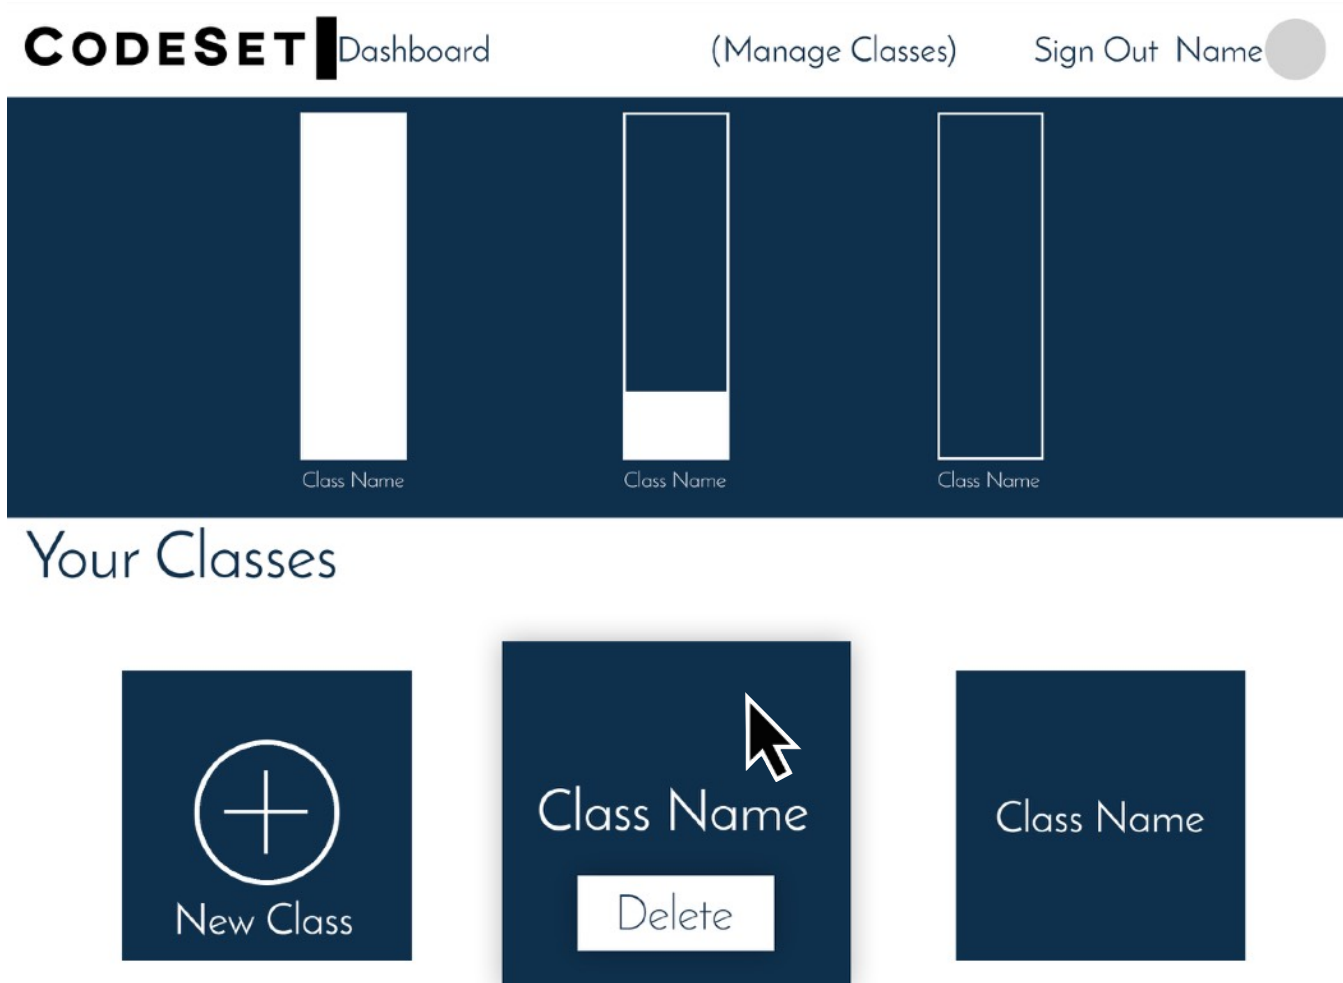 CODESET Dashboard (Manage Classes) Sign Out Name
Class Name Class Name Class Name
Your Classes
Class Name Class Name
Delete
New Class